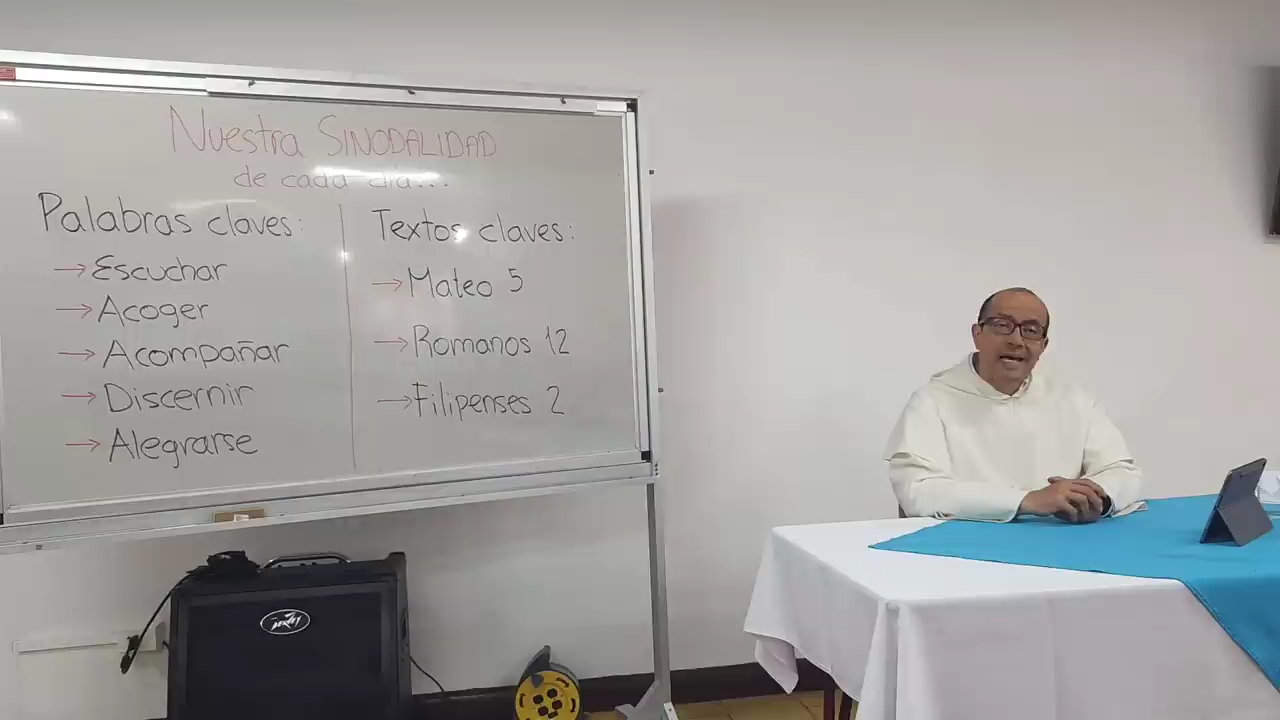 Nuestra SINODALIDAD
de cada día...
Palabras claves:
→ Escuchar
→ Acoger
→ Acompañar
→ Discernir
→ Alegrarse
Textos claves:
→ Mateo 5
→ Romanos 12
→ Filipenses 2